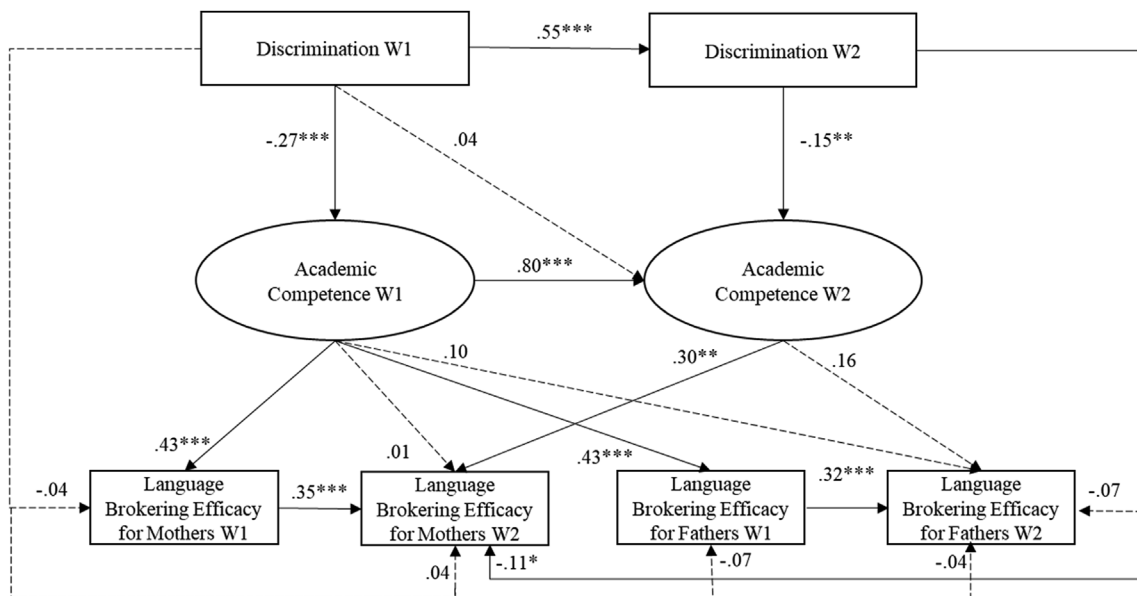 Discrimination W1
.55***
Discrimination W2
-.27***
.04
-.15**
Academic
Competence W1
.80***
Academic
Competence W2
.10
.30**
.16
.43***
.01
.43***
.32***
-.04
Language
Brokering Efficacy
for Mothers W1
.35***
Language
Brokering Efficacy
for Mothers W2
Language
Brokering Efficacy
for Fathers W1
Language
Brokering Efficacy
for Fathers W2
-.07
.04
-.11*
-.07
-.04